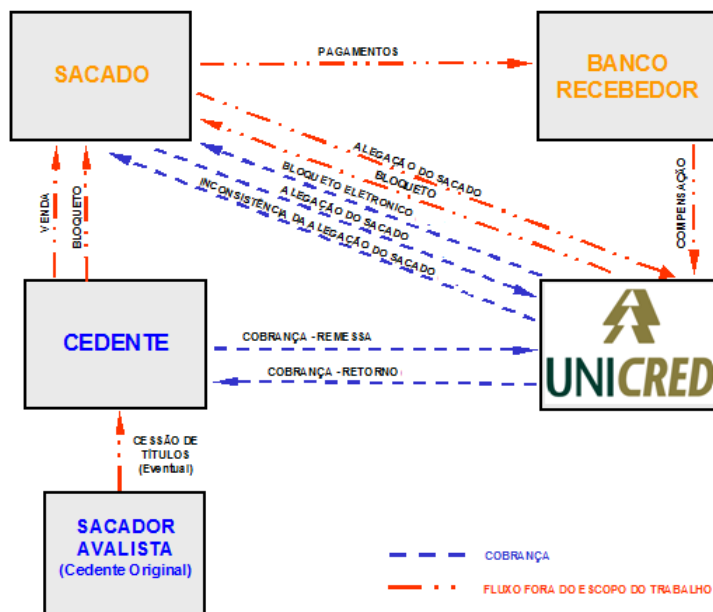 SACADO
PAGAMENTOS
BANCO
RECEBEDOR
ALEGAÇÃO DO SACADO
BLOQUETO
BLOQUETO ELETRONICO
ALEGAÇÃO DO SACADO
INCONSISTÊNCIA DA ALEGAÇÃO DO SACADO
COMPENSAÇÃO
VENDA
BLOQUETO
CEDENTE
COBRANÇA - REMESSA
COBRANÇA - RETORNO
UNICRED
CESSÃO DE
TÍTULOS
(Eventual)
SACADOR
AVALISTA
(Cedente Original)
COBRANÇA
FLUXO FORA DO ESCOPO DO TRABALHO